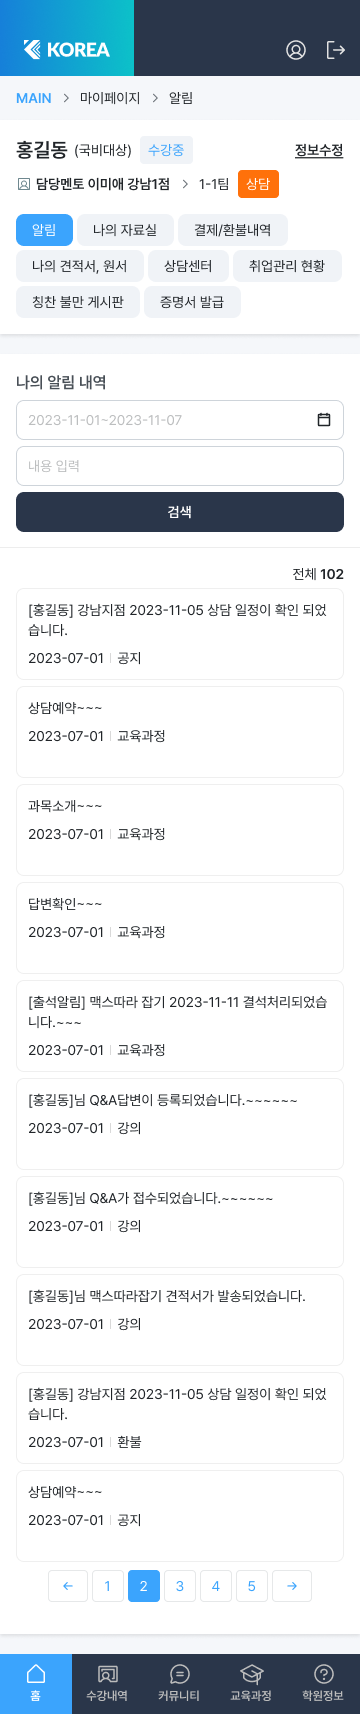 KOREA
MAIN > 마이페이지 > 알림
홍길동 (국비대상) 수강중 정보수정
담당멘토 이미애 강남1점 > 1-1팀 상담
알림 나의 자료실 결제/환불내역
나의 견적서, 원서 상담센터 취업관리 현황
칭찬 불만 게시판 증명서 발급
나의 알림 내역
2023-11-01~2023-11-07
내용 입력
검색
전체 102
[홍길동] 강남지점 2023-11-05 상담 일정이 확인 되었
습니다.
2023-07-01 | 공지
상담예약~~~
2023-07-01 | 교육과정
과목소개~~~
2023-07-01 | 교육과정
답변확인~~~
2023-07-01 | 교육과정
[출석알림] 맥스따라 잡기 2023-11-11 결석처리되었습
니다.~~~
2023-07-01 | 교육과정
[홍길동]님 Q&A답변이 등록되었습니다.~~~~~~
2023-07-01 | 강의
[홍길동]님 Q&A가 접수되었습니다.~~~~~~
2023-07-01 | 강의
[홍길동]님 맥스따라잡기 견적서가 발송되었습니다.
2023-07-01 | 강의
[홍길동] 강남지점 2023-11-05 상담 일정이 확인 되었
습니다.
2023-07-01 | 환불
상담예약~~~
2023-07-01 | 공지
← 1 2 3 4 5 →
홈 수강내역 커뮤니티 교육과정 학원정보